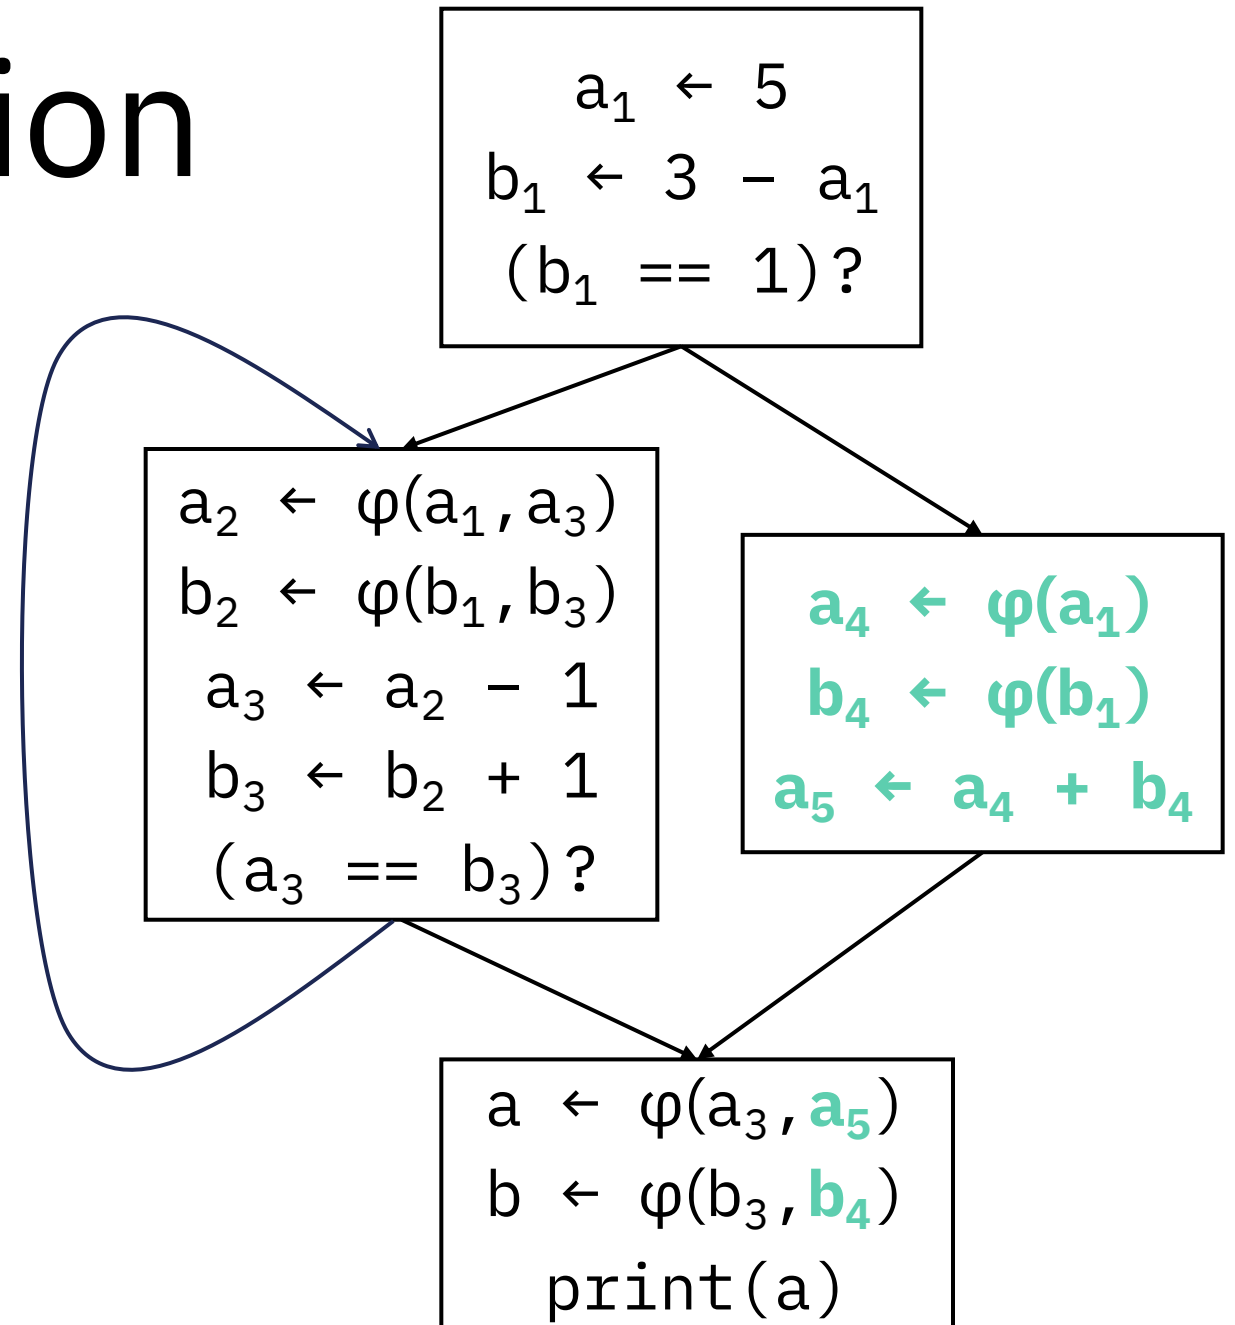 ion
a₁ ← 5
b₁ ← 3 − a₁
(b₁ == 1)?
a₂ ← φ(a₁,a₃)
b₂ ← φ(b₁,b₃)
a₃ ← a₂ − 1
b₃ ← b₂ + 1
(a₃ == b₃)?
a₄ ← φ(a₁)
b₄ ← φ(b₁)
a₅ ← a₄ + b₄
a ← φ(a₃,a₅)
b ← φ(b₃,b₄)
print(a)